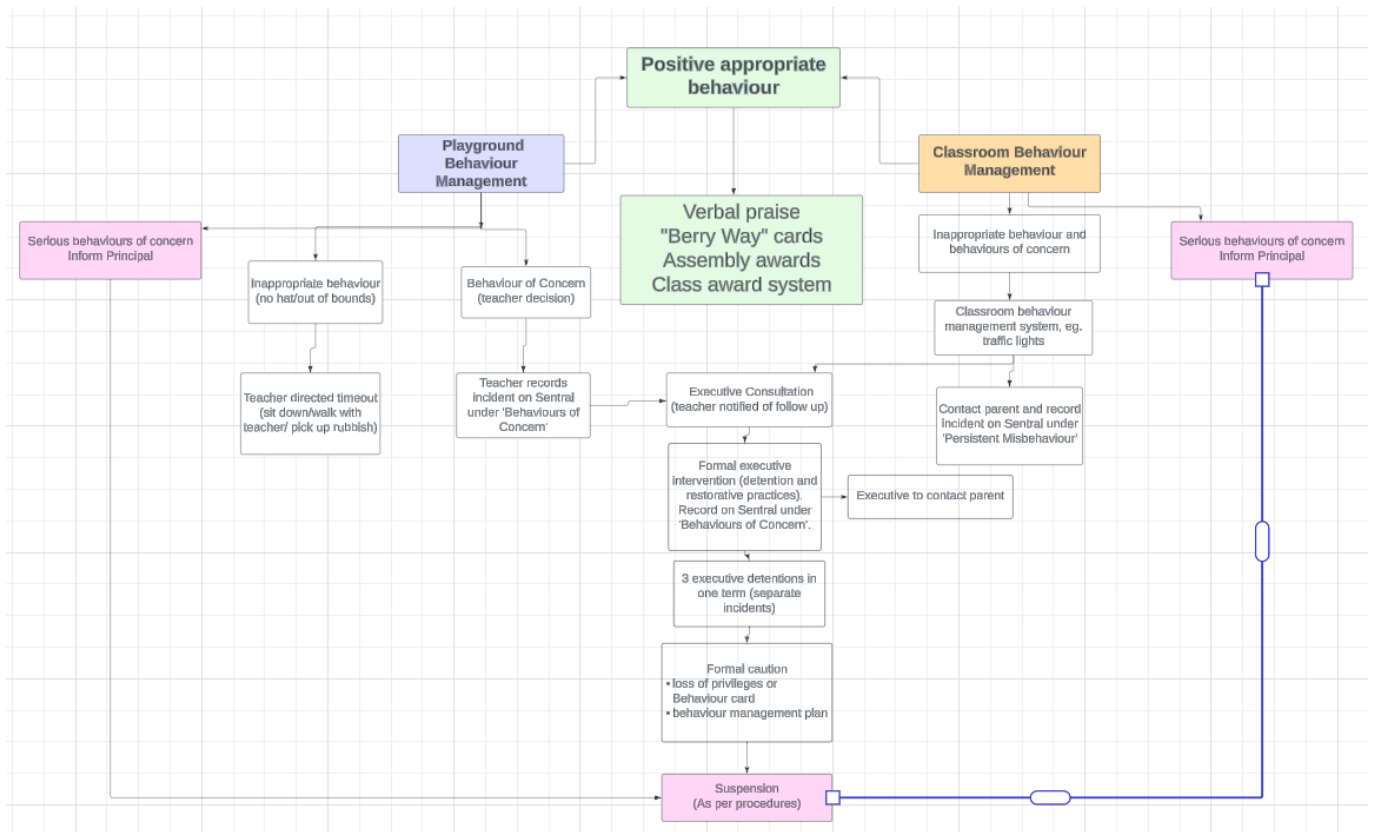 Positive appropriate
behaviour
Playground
Behaviour
Management
Classroom Behaviour
Management
Verbal praise
"Berry Way" cards
Assembly awards
Class award system
Serious behaviours of concern
Inform Principal
Inappropriate behaviour
(no hat/out of bounds)
Behaviour of Concern
(teacher decision)
Inappropriate behaviour and
behaviours of concern
Serious behaviours of concern
Inform Principal
Classroom behaviour
management system, eg.
traffic lights
Teacher directed timeout
(sit down/walk with
teacher/ pick up rubbish)
Teacher records
incident on Sentral
under 'Behaviours of
Concern'
Executive Consultation
(teacher notified of follow up)
Contact parent and record
incident on Sentral under
'Persistent Misbehaviour'
Formal executive
intervention (detention and
restorative practices).
Record on Sentral under
'Behaviours of Concern'.
Executive to contact parent
3 executive detentions in
one term (separate
incidents)
Formal caution
• loss of privileges or
Behaviour card
• behaviour management plan
Suspension
(As per procedures)